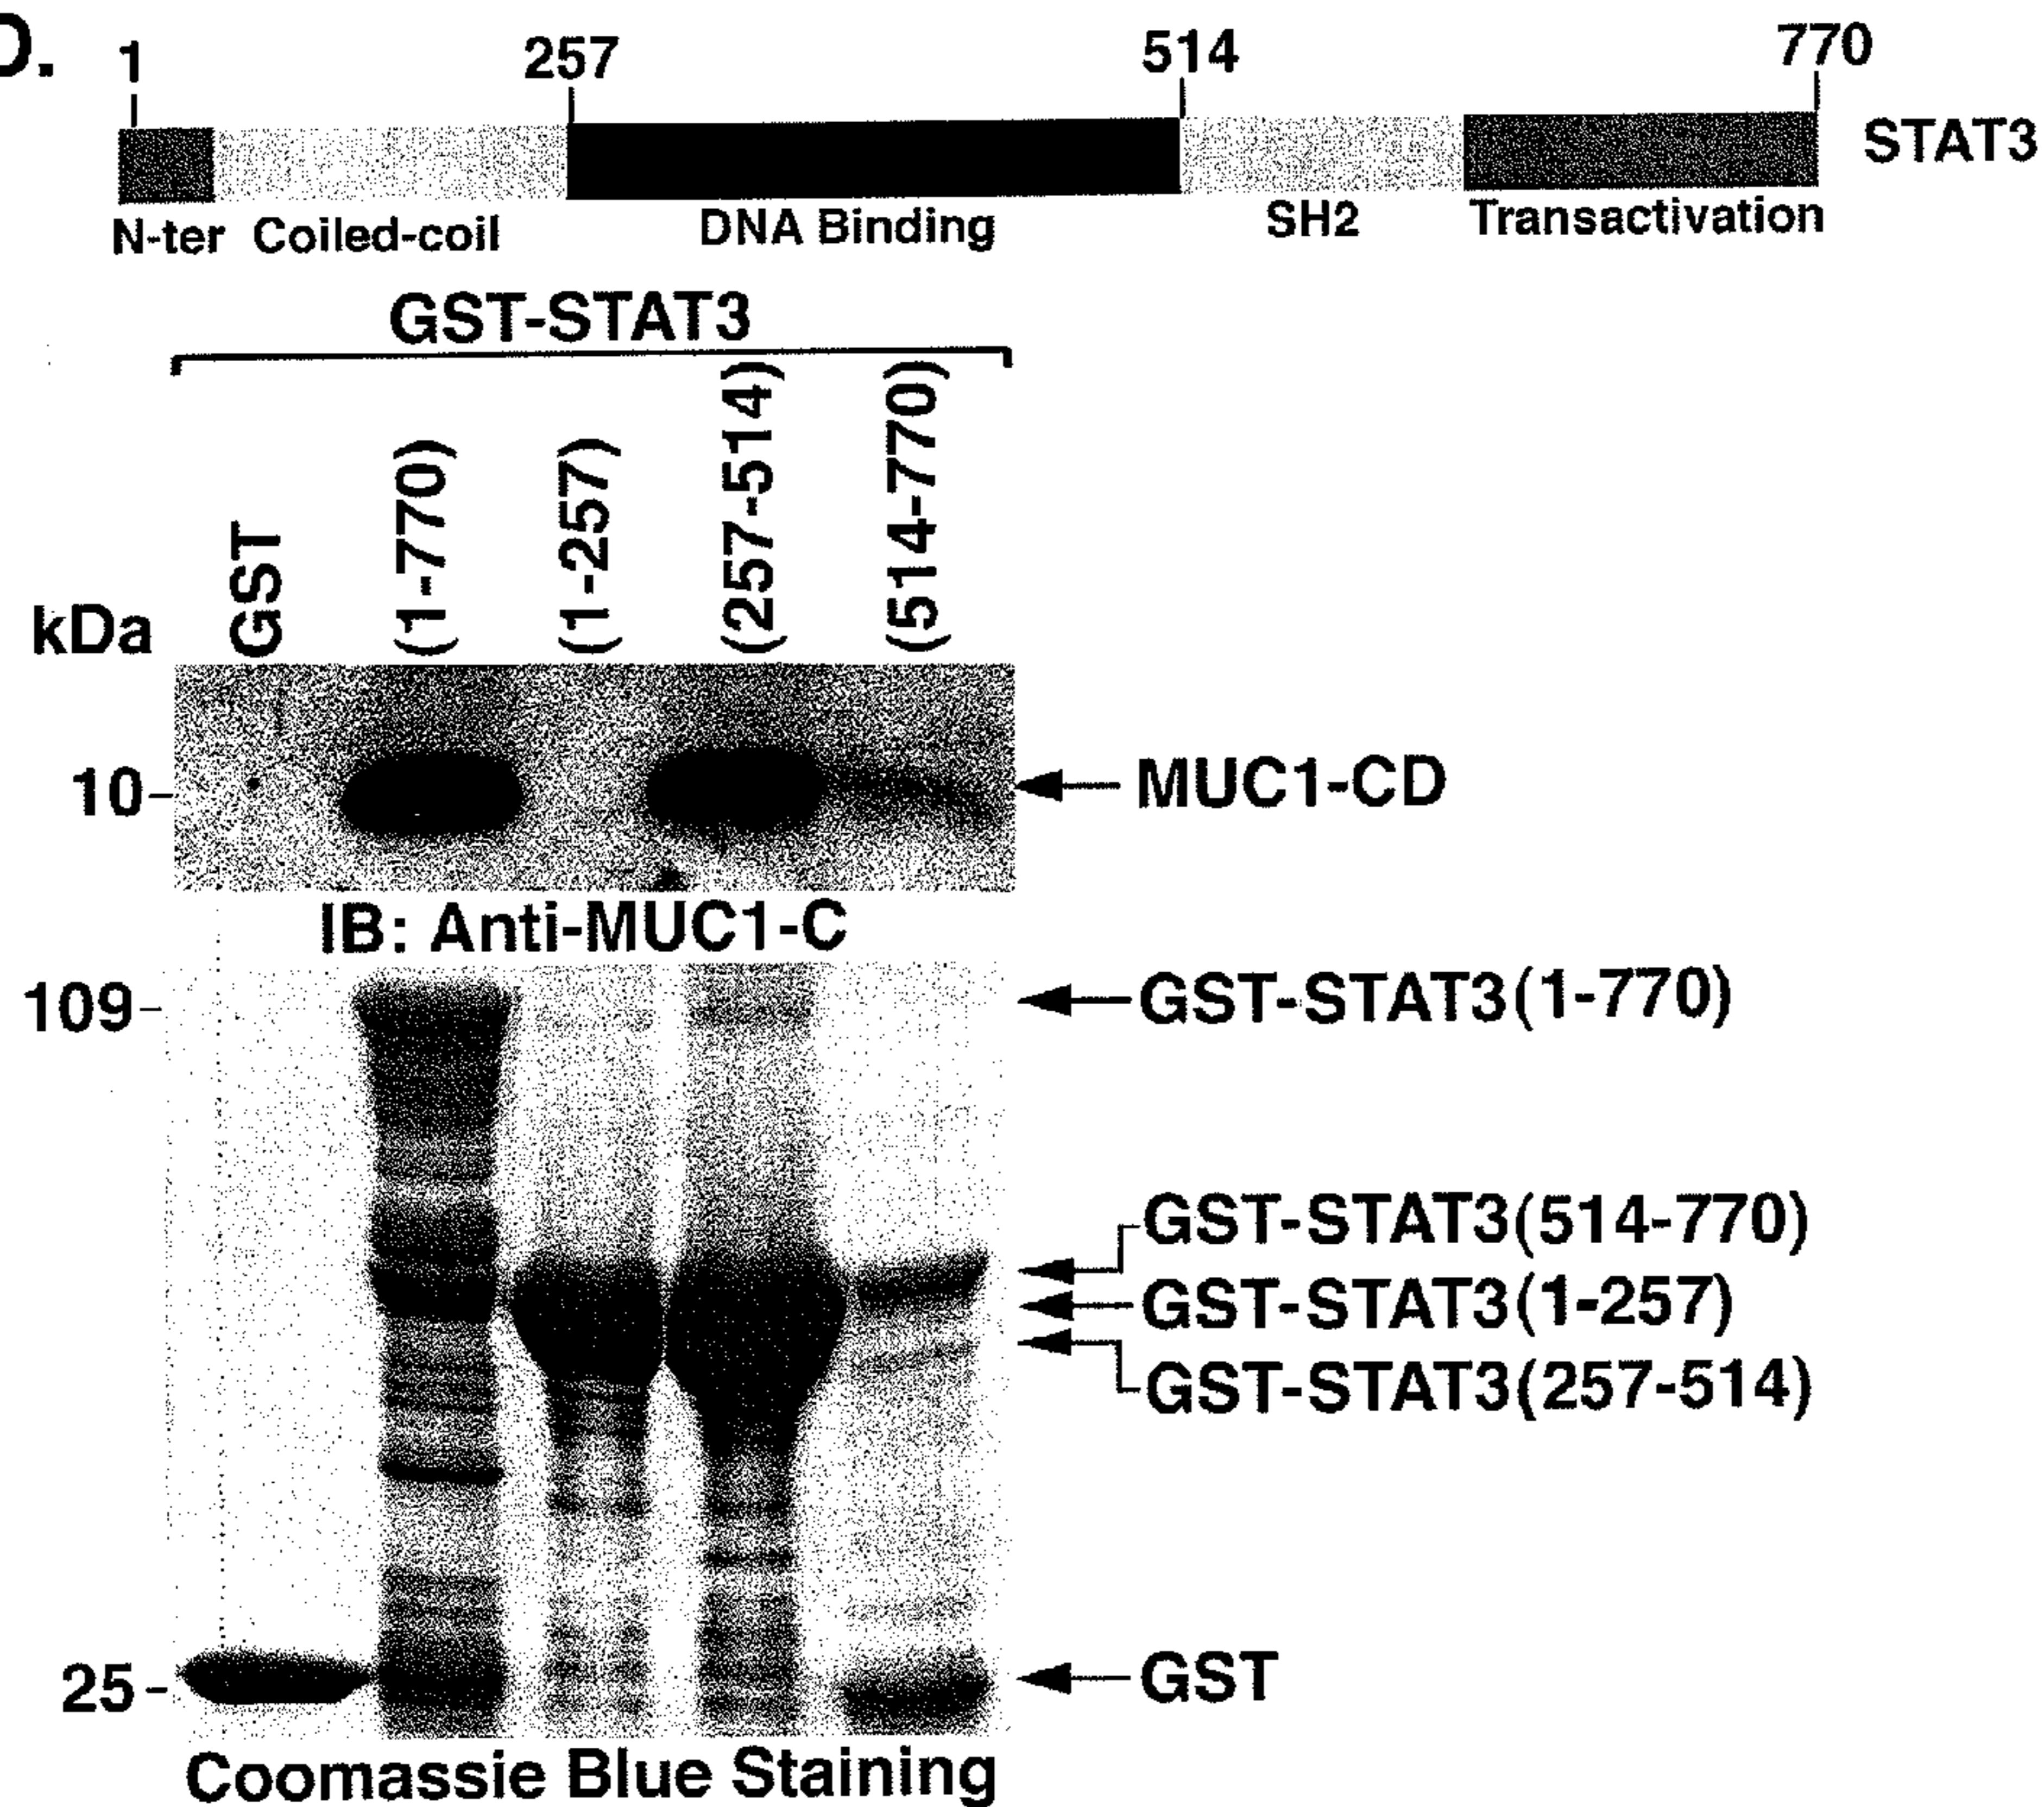 D.
1 257 514 770
STAT3
N-ter Coiled-coil DNA Binding SH2 Transactivation
GST-STAT3
kDa GST (1-770) (1-257) (257-514) (514-770)
10- MUC1-CD
IB: Anti-MUC1-C
109- GST-STAT3(1-770)
GST-STAT3(514-770)
GST-STAT3(1-257)
GST-STAT3(257-514)
25- GST
Coomassie Blue Staining